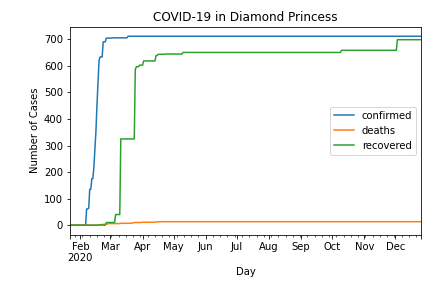 COVID-19 in Diamond Princess
Number of Cases
700
600
500
400
300
200
100
0
confirmed
deaths
recovered
Feb Mar Apr May Jun Jul Aug Sep Oct Nov Dec
2020
Day